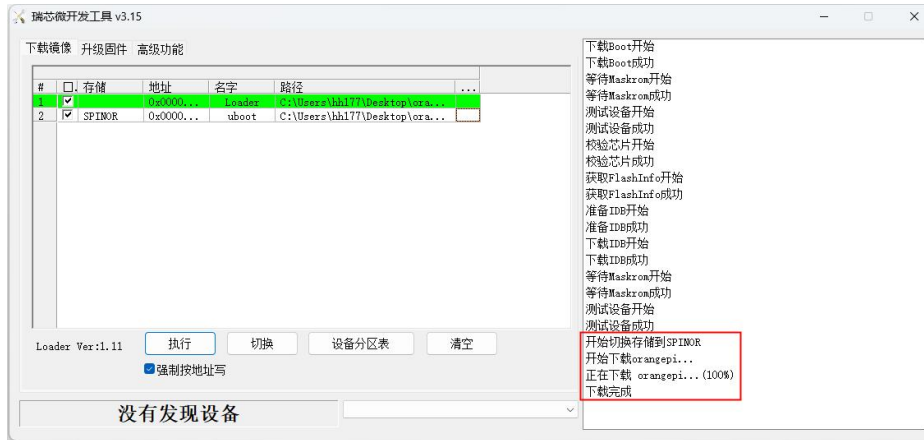 瑞芯微开发工具 v3.15
下载镜像 升级固件 高级功能
# 口. 存储 地址 名字 路径 ...
1 0x0000... Loader C:\Users\hh177\Desktop\ora...
2 SPINOR 0x0000... uboot C:\Users\hh177\Desktop\ora...
Loader Ver:1.11 执行 切换 设备分区表 清空
强制按地址写
没有发现设备
下载Boot开始
下载Boot成功
等待Maskrom开始
等待Maskrom成功
测试设备开始
测试设备成功
校验芯片开始
校验芯片成功
获取FlashInfo开始
获取FlashInfo成功
准备IDB开始
准备IDB成功
下载IDB开始
下载IDB成功
等待Maskrom开始
等待Maskrom成功
测试设备开始
测试设备成功
开始切换存储到SPINOR
开始下载orangepi...
正在下载 orangepi...(100%)
下载完成